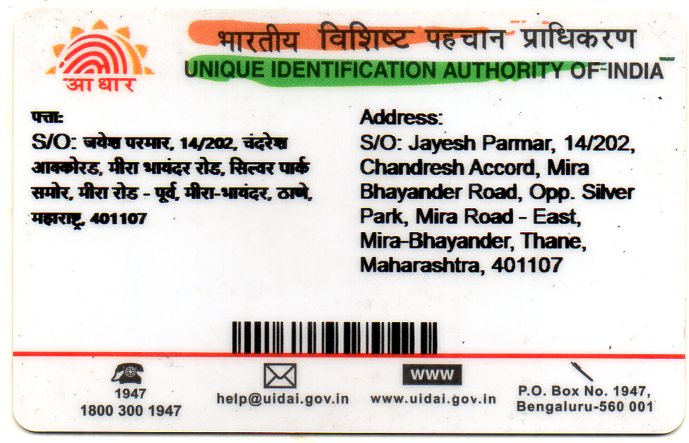 भारतीय विशिष्ट पहचान प्राधिकरण
UNIQUE IDENTIFICATION AUTHORITY OF INDIA
आधार
पत्ता:
S/O: जयेश परमार, 14/202, चंदरेश
आक्कोरड, मीरा भायंदर रोड, सिल्वर पार्क
समोर, मीरा रोड - पूर्व, मीरा-भायंदर, ठाणे,
महाराष्ट्र, 401107
Address:
S/O: Jayesh Parmar, 14/202,
Chandresh Accord, Mira
Bhayander Road, Opp. Silver
Park, Mira Road - East,
Mira-Bhayander, Thane,
Maharashtra, 401107
1947
1800 300 1947
help@uidai.gov.in
WWW
www.uidai.gov.in
P.O. Box No. 1947,
Bengaluru-560 001